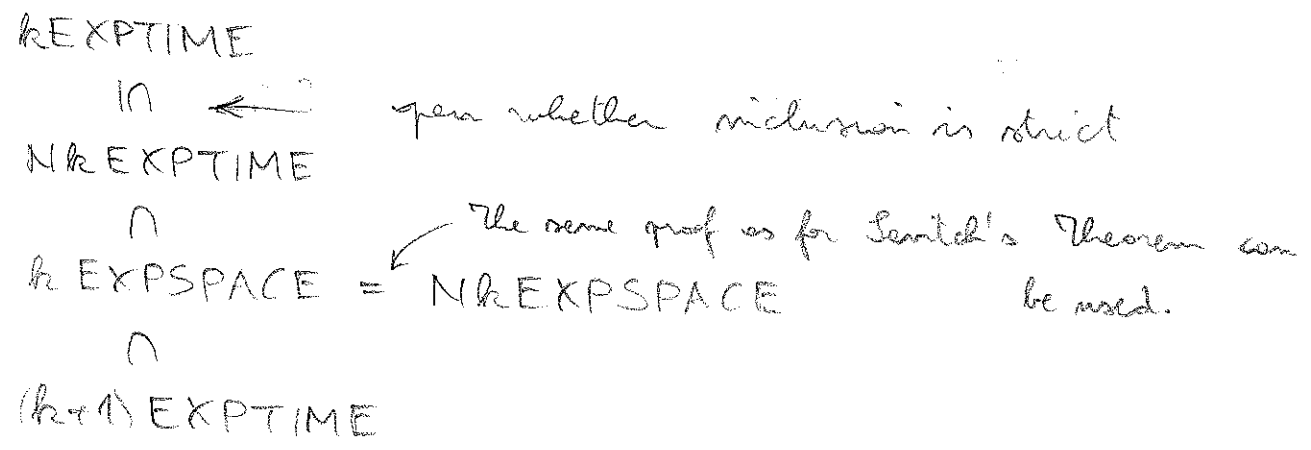 kEXPTIME
⊆ ← open whether inclusion is strict
NkEXPTIME
∩ The same proof as for Savitch's Theorem can
kEXPSPACE = NkEXPSPACE be used.
∩
(k+1)EXPTIME